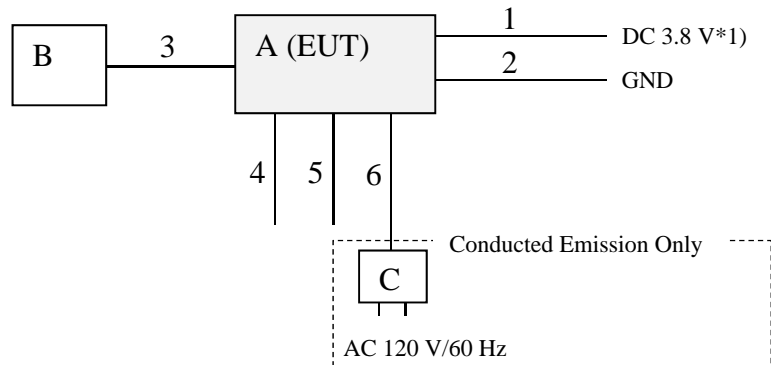 1
DC 3.8 V*1)
B
3
A (EUT)
2
GND
4
5
6
Conducted Emission Only
C
AC 120 V/60 Hz